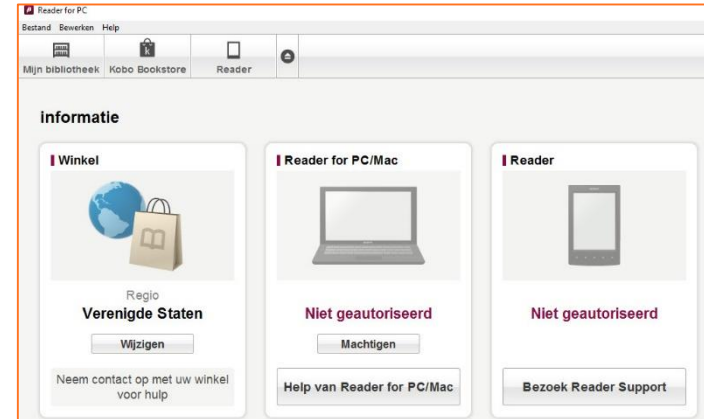 Reader for PC
Bestand Bewerken Help
Mijn bibliotheek Kobo Bookstore Reader
informatie
Winkel
Regio
Verenigde Staten
Wijzigen
Neem contact op met uw winkel
voor hulp
Reader for PC/Mac
Niet geautoriseerd
Machtigen
Help van Reader for PC/Mac
Reader
Niet geautoriseerd
Bezoek Reader Support